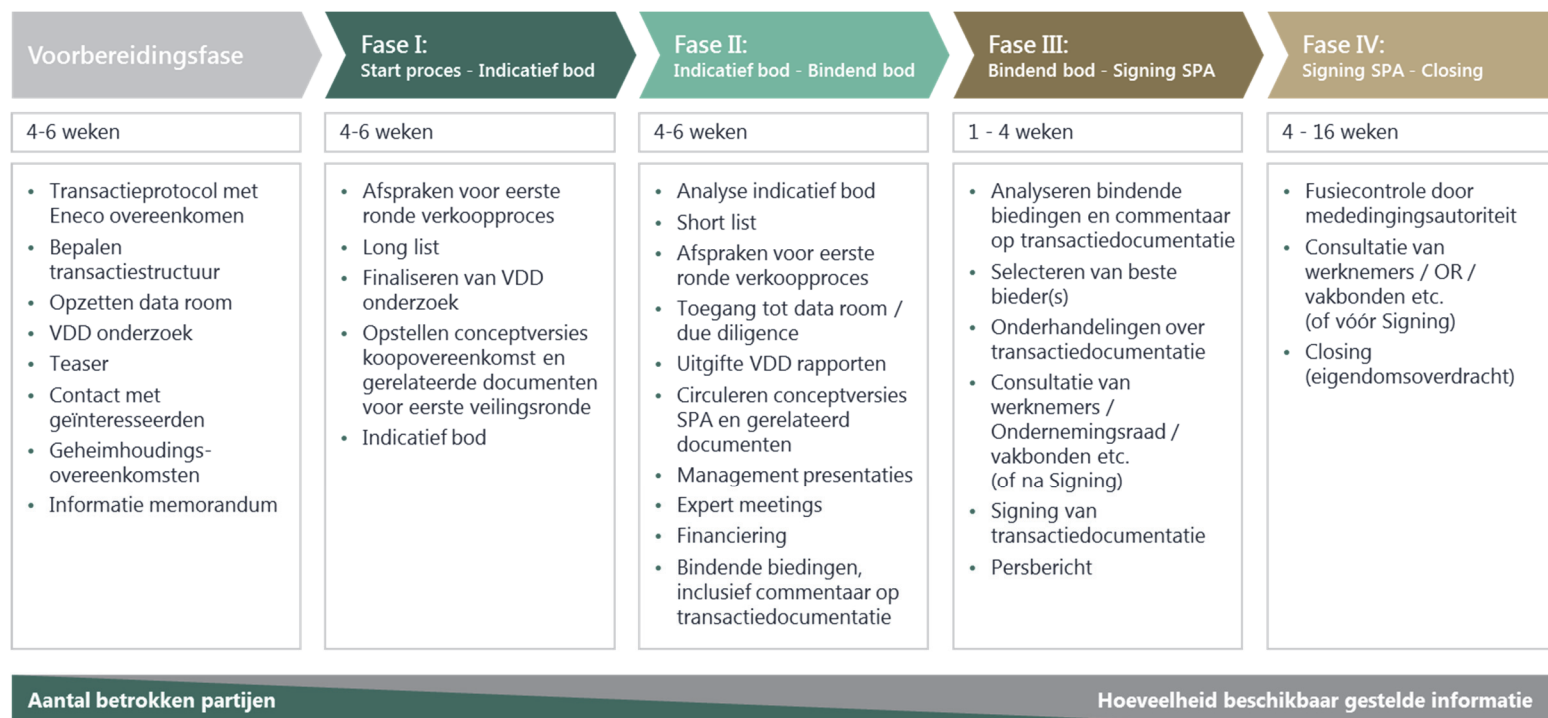 Voorbereidingsfase
Fase I:
Start proces - Indicatief bod
Fase II:
Indicatief bod - Bindend bod
Fase III:
Bindend bod - Signing SPA
Fase IV:
Signing SPA - Closing
4-6 weken
4-6 weken
4-6 weken
1 - 4 weken
4 - 16 weken
• Transactieprotocol met
Eneco overeenkomen
• Bepalen
transactiestructuur
• Opzetten data room
• VDD onderzoek
• Teaser
• Contact met
geïnteresseerden
• Geheimhoudings-
overeenkomsten
• Informatie memorandum
• Afspraken voor eerste
ronde verkoopproces
• Long list
• Finaliseren van VDD
onderzoek
• Opstellen conceptversies
koopovereenkomst en
gerelateerde documenten
voor eerste veilingsronde
• Indicatief bod
• Analyse indicatief bod
• Short list
• Afspraken voor eerste
ronde verkoopproces
• Toegang tot data room /
due diligence
• Uitgifte VDD rapporten
• Circuleren conceptversies
SPA en gerelateerd
documenten
• Management presentaties
• Expert meetings
• Financiering
• Bindende biedingen,
inclusief commentaar op
transactiedocumentatie
• Analyseren bindende
biedingen en commentaar
op transactiedocumentatie
• Selecteren van beste
bieder(s)
• Onderhandelingen over
transactiedocumentatie
• Consultatie van
werknemers /
Ondernemingsraad /
vakbonden etc.
(of na Signing)
• Signing van
transactiedocumentatie
• Persbericht
• Fusiecontrole door
mededingingsautoriteit
• Consultatie van
werknemers / OR /
vakbonden etc.
(of vóór Signing)
• Closing
(eigendomsoverdracht)
Aantal betrokken partijen
Hoeveelheid beschikbaar gestelde informatie